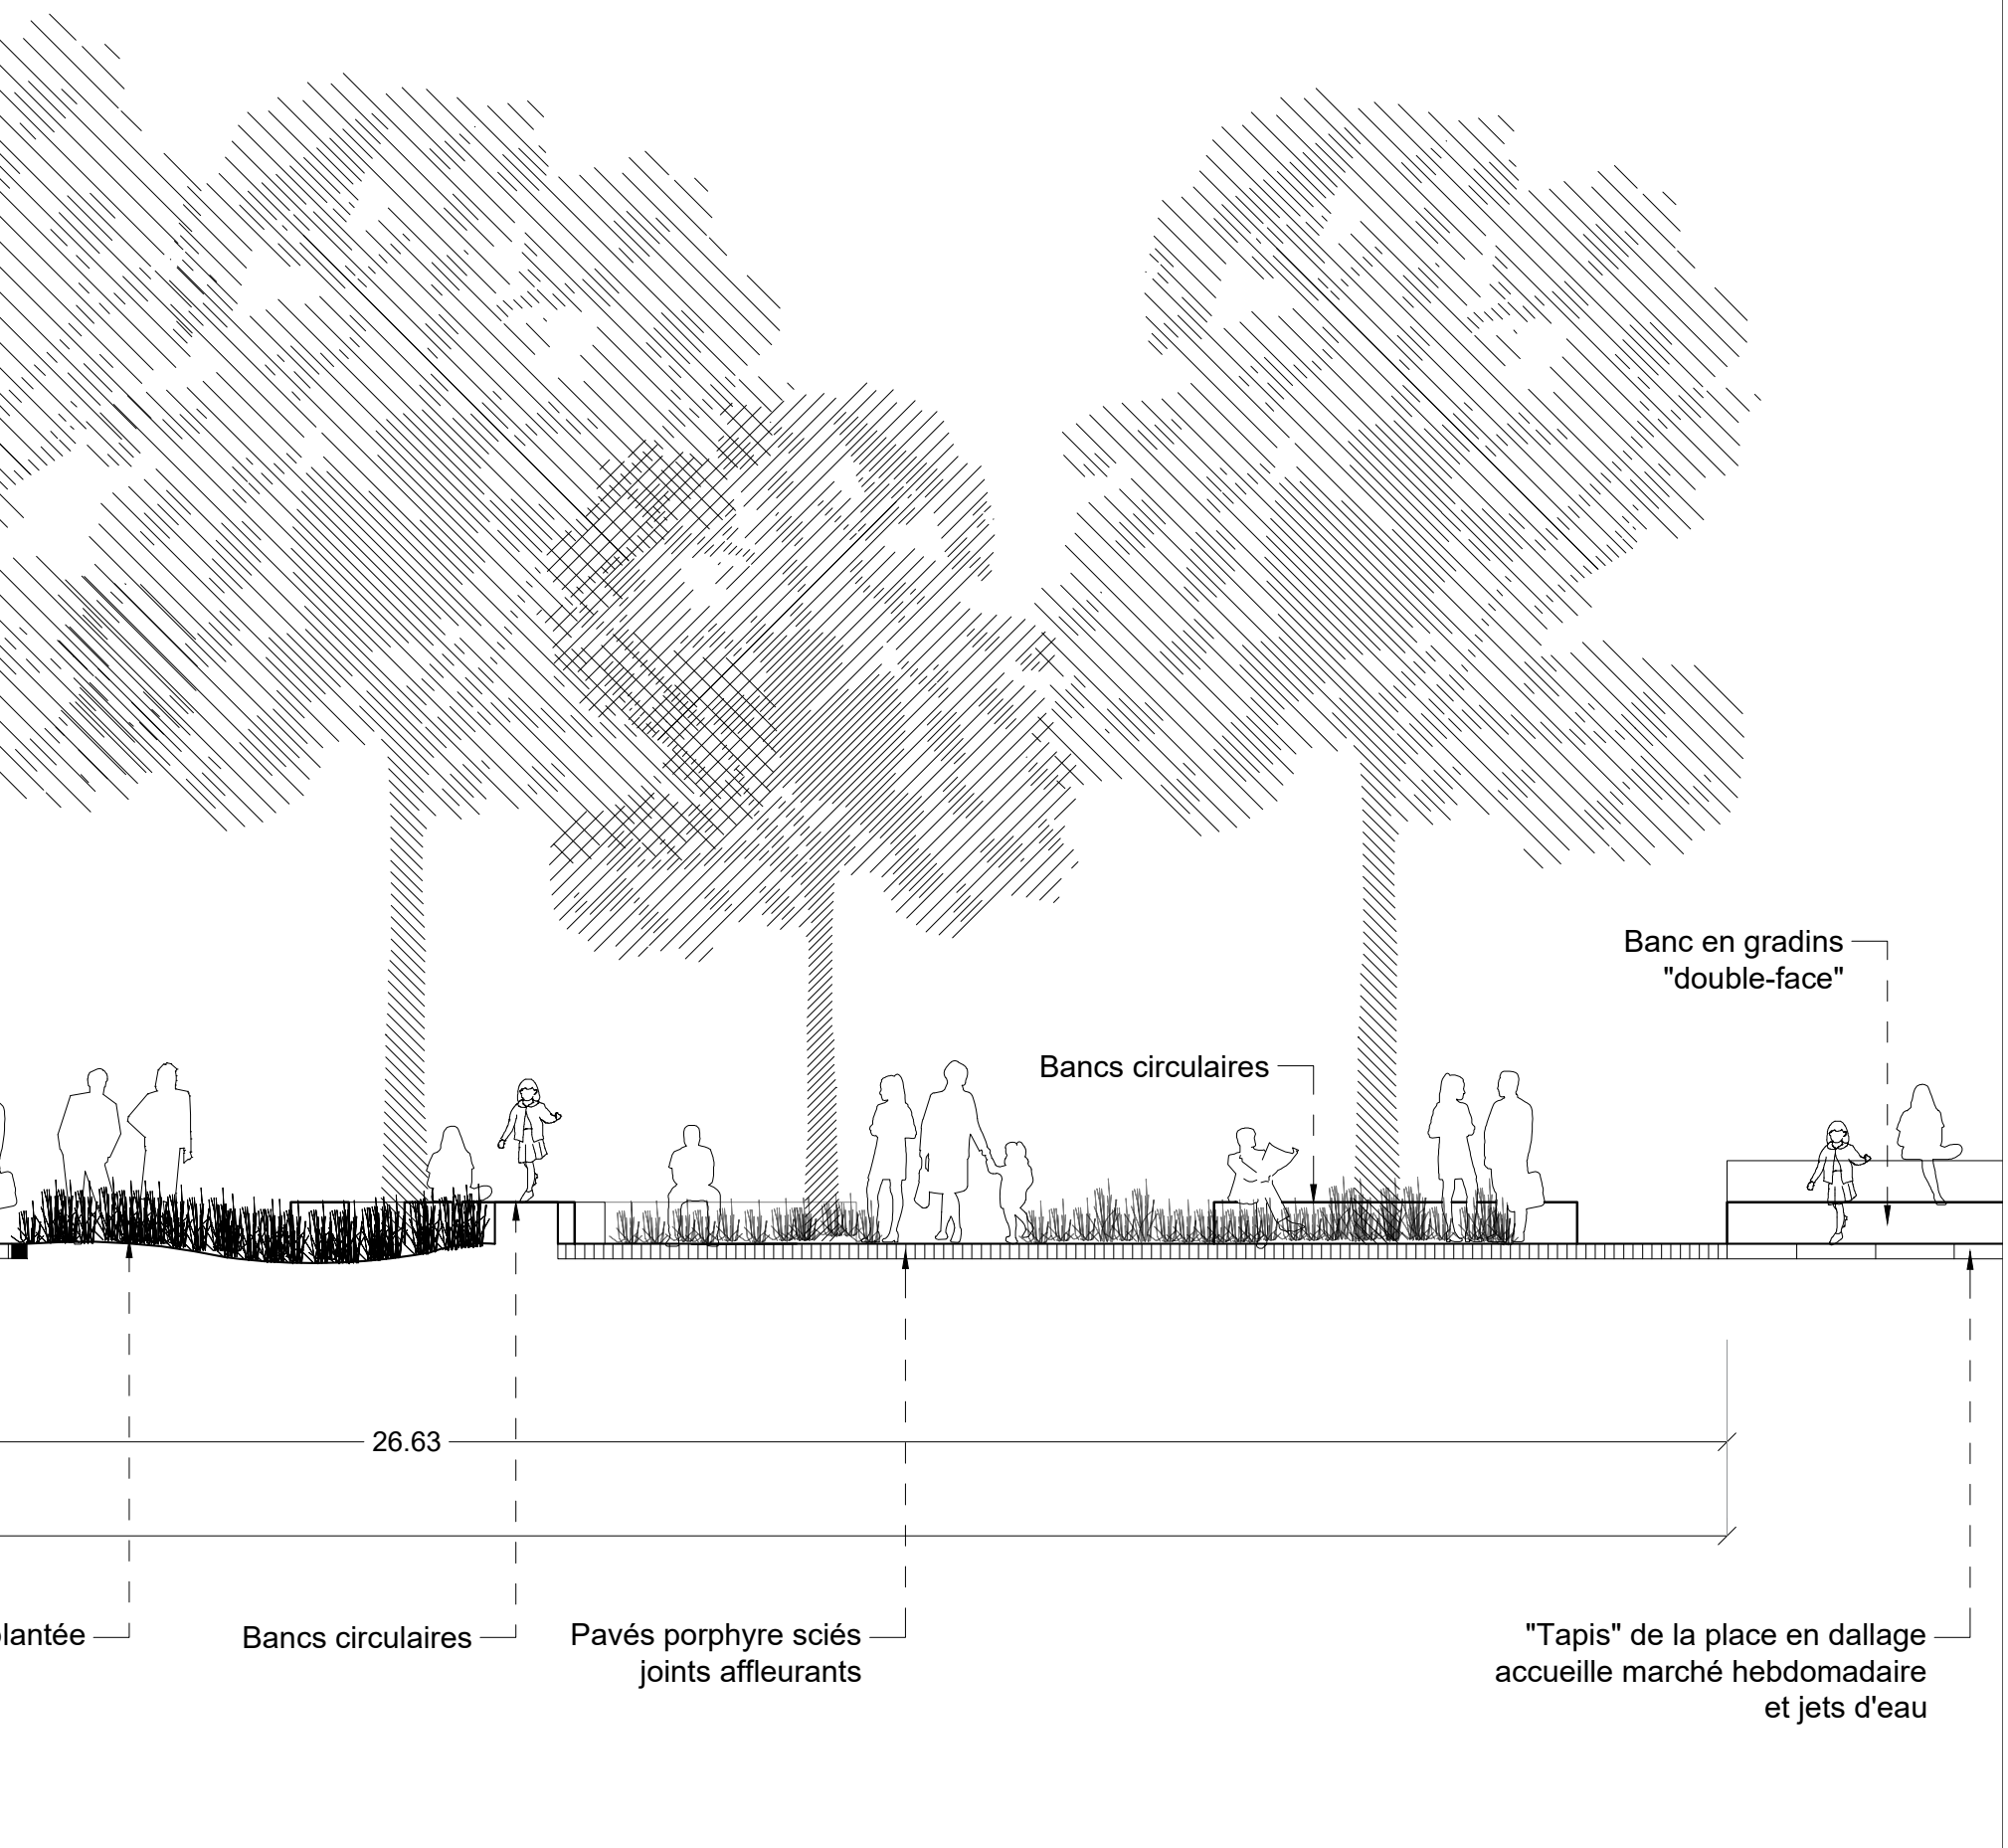 Banc en gradins
"double-face"
Bancs circulaires
26.63
Bancs circulaires
Pavés porphyre sciés
joints affleurants
"Tapis" de la place en dallage
accueille marché hebdomadaire
et jets d'eau